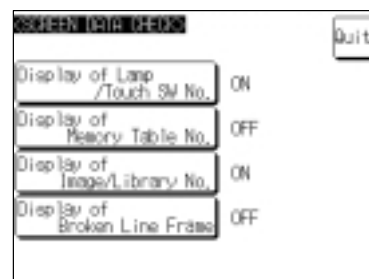 <SCREEN DATA CHECK>
Quit
Display of Lamp
/Touch SW No.
ON
Display of
Memory Table No.
OFF
Display of
Image/Library No.
ON
Display of
Broken Line Frame
OFF